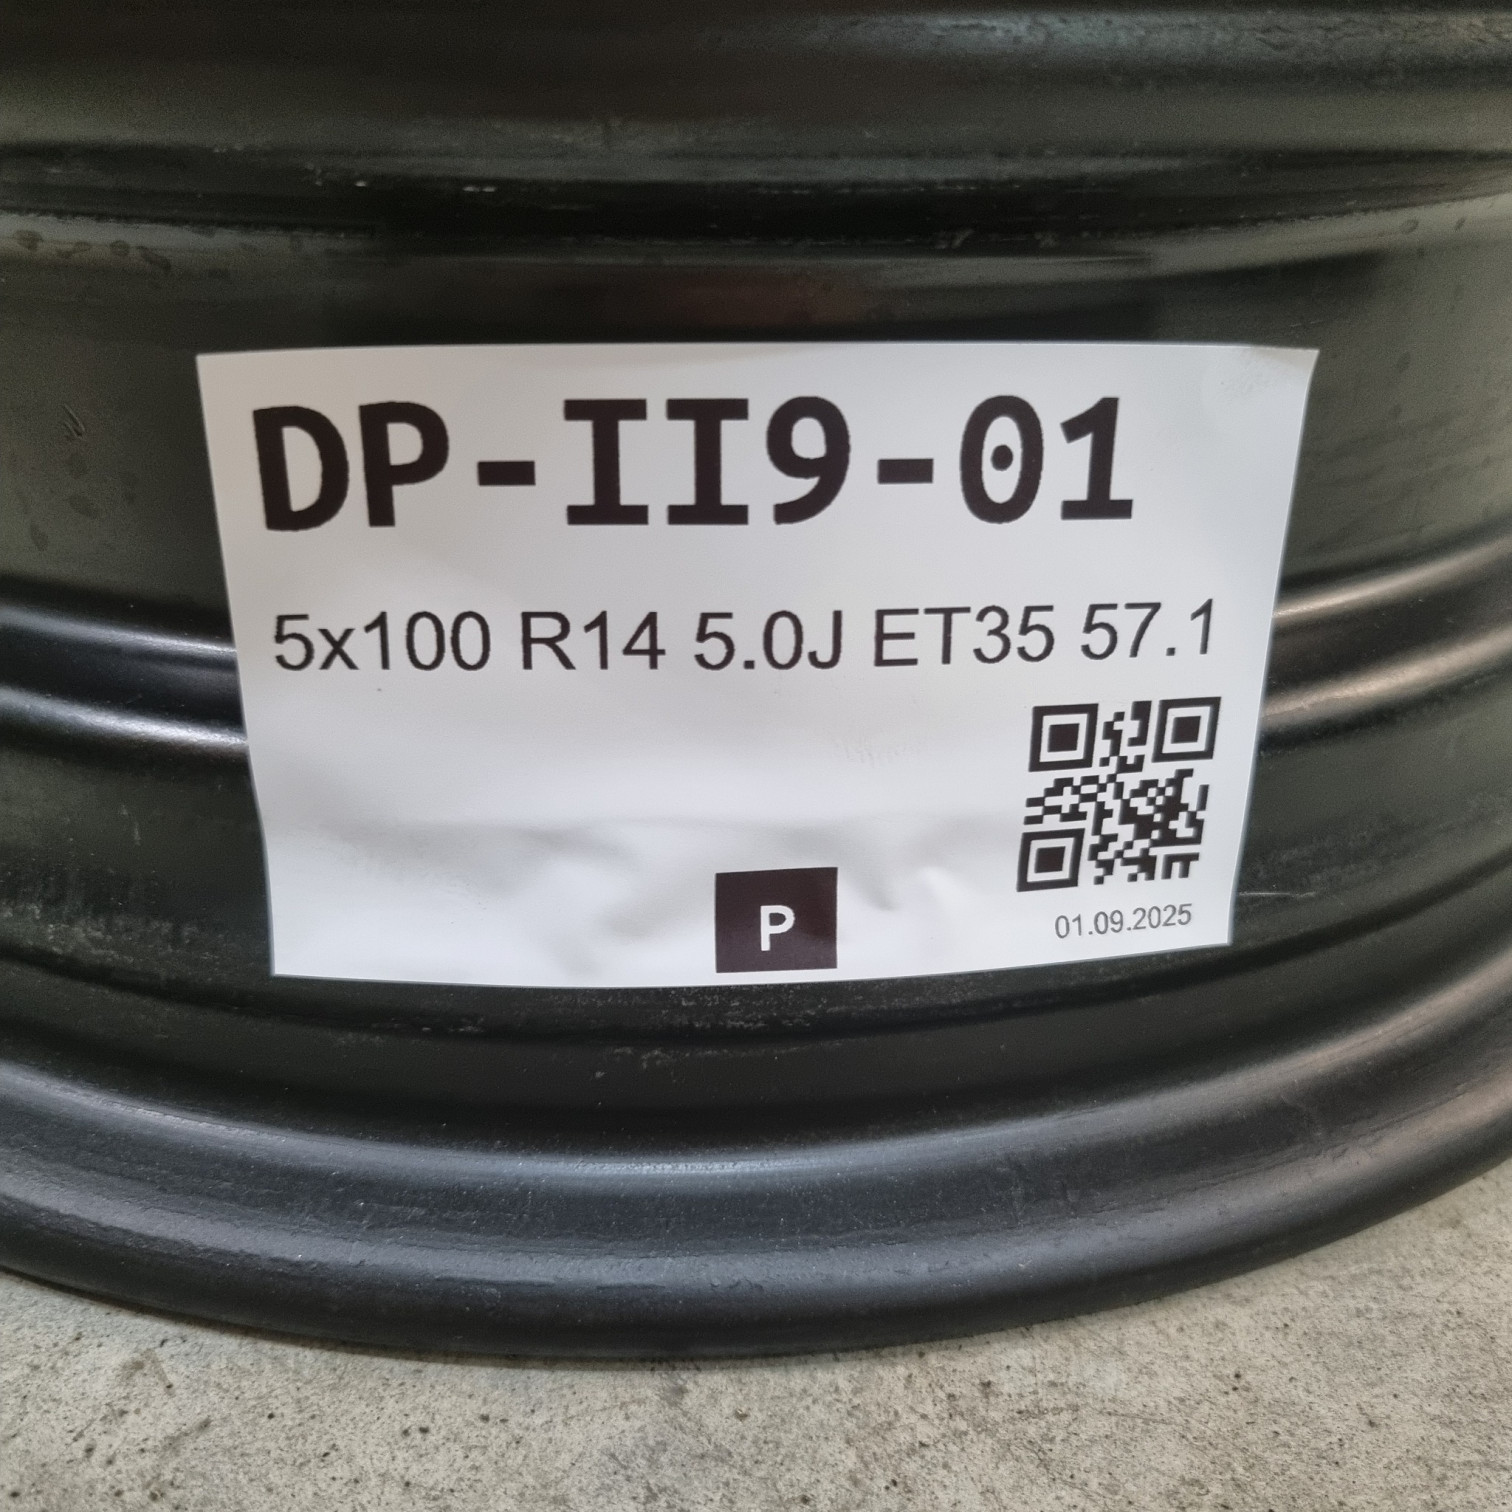 DP-II9-01
5x100 R14 5.0J ET35 57.1
P
01.09.2025